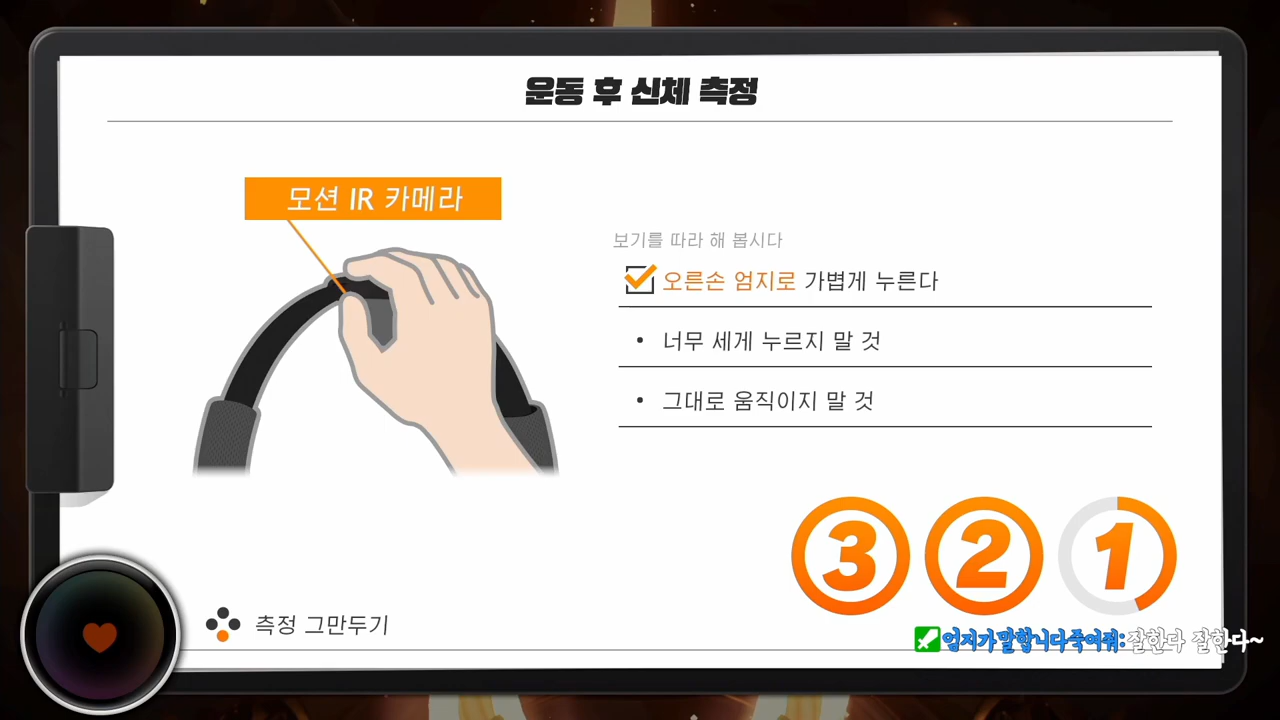 운동 후 신체 측정
모션 IR 카메라
보기를 따라 해 봅시다
오른손 엄지로 가볍게 누른다
• 너무 세게 누르지 말 것
• 그대로 움직이지 말 것
3 2 1
측정 그만두기
엄지가말합니다죽어줘: 잘한다 잘한다~